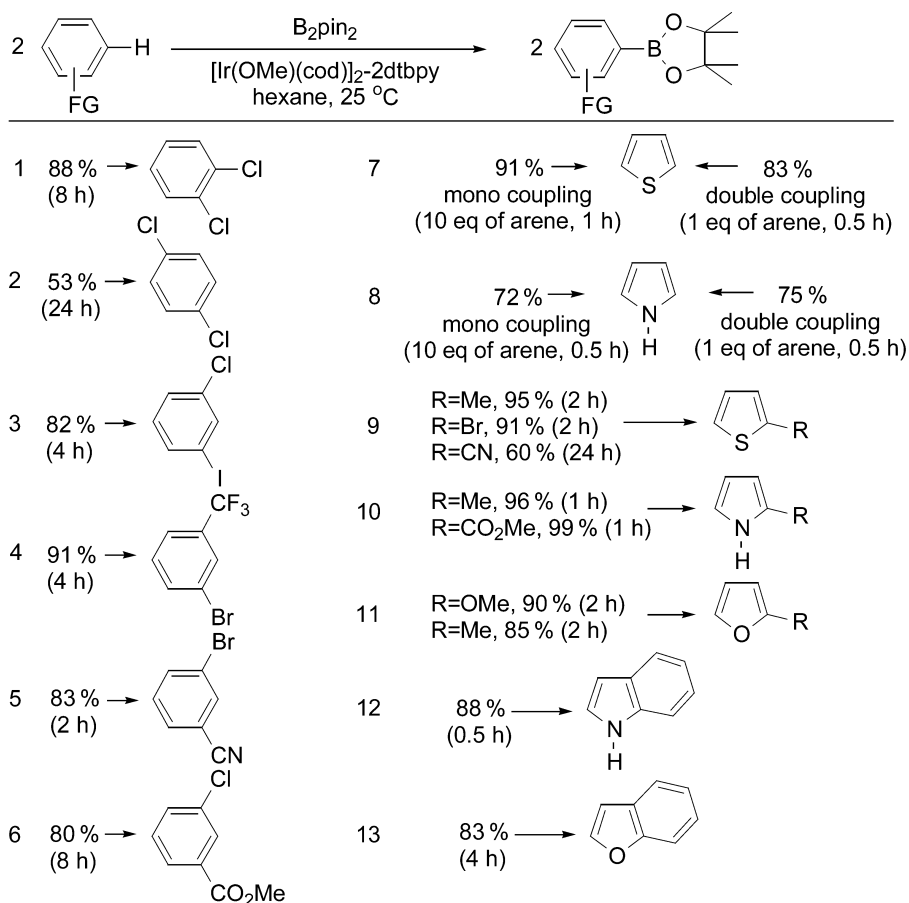 2
H
FG
B2pin2
[Ir(OMe)(cod)]2-2dtbpy
hexane, 25 °C
2
B
O
O
FG
1
88 %
(8 h)
Cl
Cl
2
53 %
(24 h)
Cl
Cl
3
82 %
(4 h)
Cl
I
4
91 %
(4 h)
CF3
Br
5
83 %
(2 h)
Br
CN
6
80 %
(8 h)
Cl
CO2Me
7
91 %
mono coupling
(10 eq of arene, 1 h)
S
83 %
double coupling
(1 eq of arene, 0.5 h)
8
72 %
mono coupling
(10 eq of arene, 0.5 h)
N
H
75 %
double coupling
(1 eq of arene, 0.5 h)
9
R=Me, 95 % (2 h)
R=Br, 91 % (2 h)
R=CN, 60 % (24 h)
S
R
10
R=Me, 96 % (1 h)
R=CO2Me, 99 % (1 h)
N
H
R
11
R=OMe, 90 % (2 h)
R=Me, 85 % (2 h)
O
R
12
88 %
(0.5 h)
N
H
13
83 %
(4 h)
O